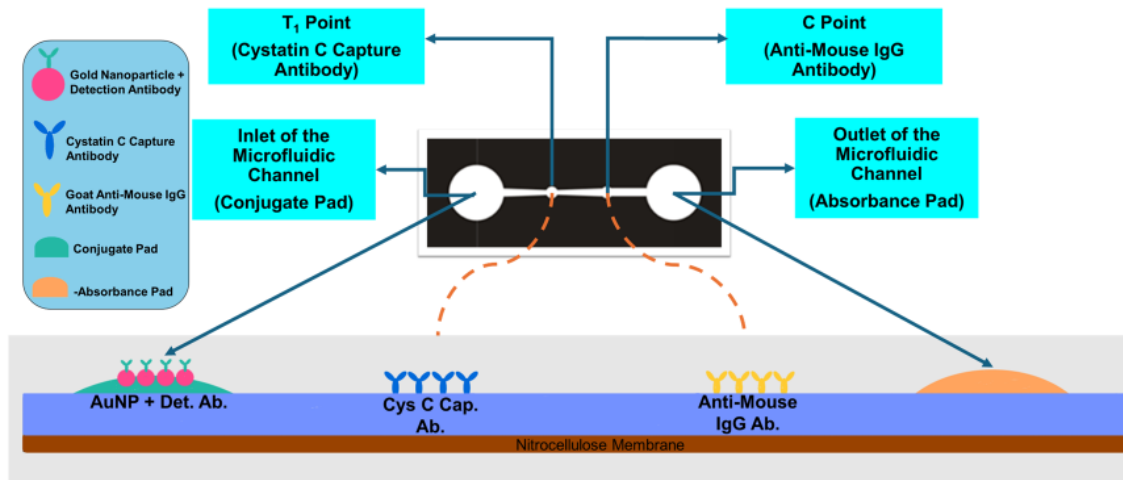 T1 Point
(Cystatin C Capture
Antibody)
C Point
(Anti-Mouse IgG
Antibody)
Gold Nanoparticle +
Detection Antibody
Cystatin C Capture
Antibody
Goat Anti-Mouse IgG
Antibody
Conjugate Pad
-Absorbance Pad
Inlet of the
Microfluidic
Channel
(Conjugate Pad)
Outlet of the
Microfluidic
Channel
(Absorbance Pad)
AuNP + Det. Ab.
Cys C Cap.
Ab.
Anti-Mouse
IgG Ab.
Nitrocellulose Membrane